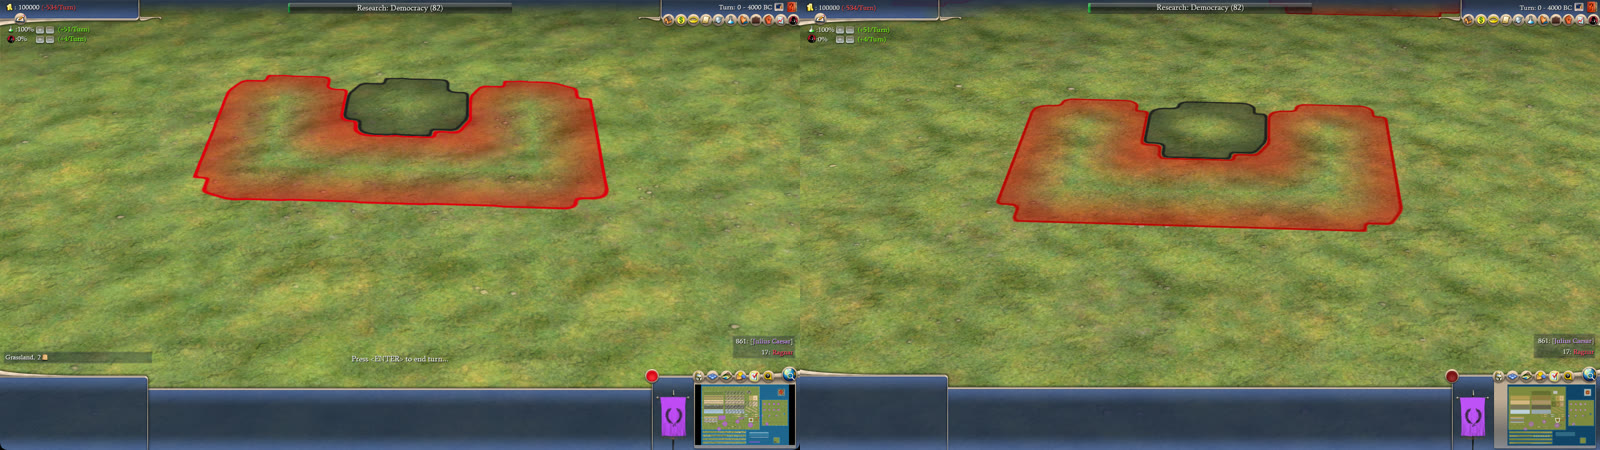 : 100000 (-534/Turn)
Research: Democracy (82)
Turn: 0 - 4000 BC
:100% (+51/Turn)
:0% (+4/Turn)
861: [Julius Caesar]
17: Ragnar
Grassland, 2
Press <ENTER> to end turn...
: 100000 (-534/Turn)
Research: Democracy (82)
Turn: 0 - 4000 BC
:100% (+51/Turn)
:0% (+4/Turn)
861: [Julius Caesar]
17: Ragnar